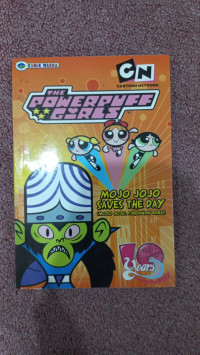 CN
CARTOON NETWORK
THE
POWERPUFF
GIRLS
MOJO JOJO
SAVES THE DAY
10
Years